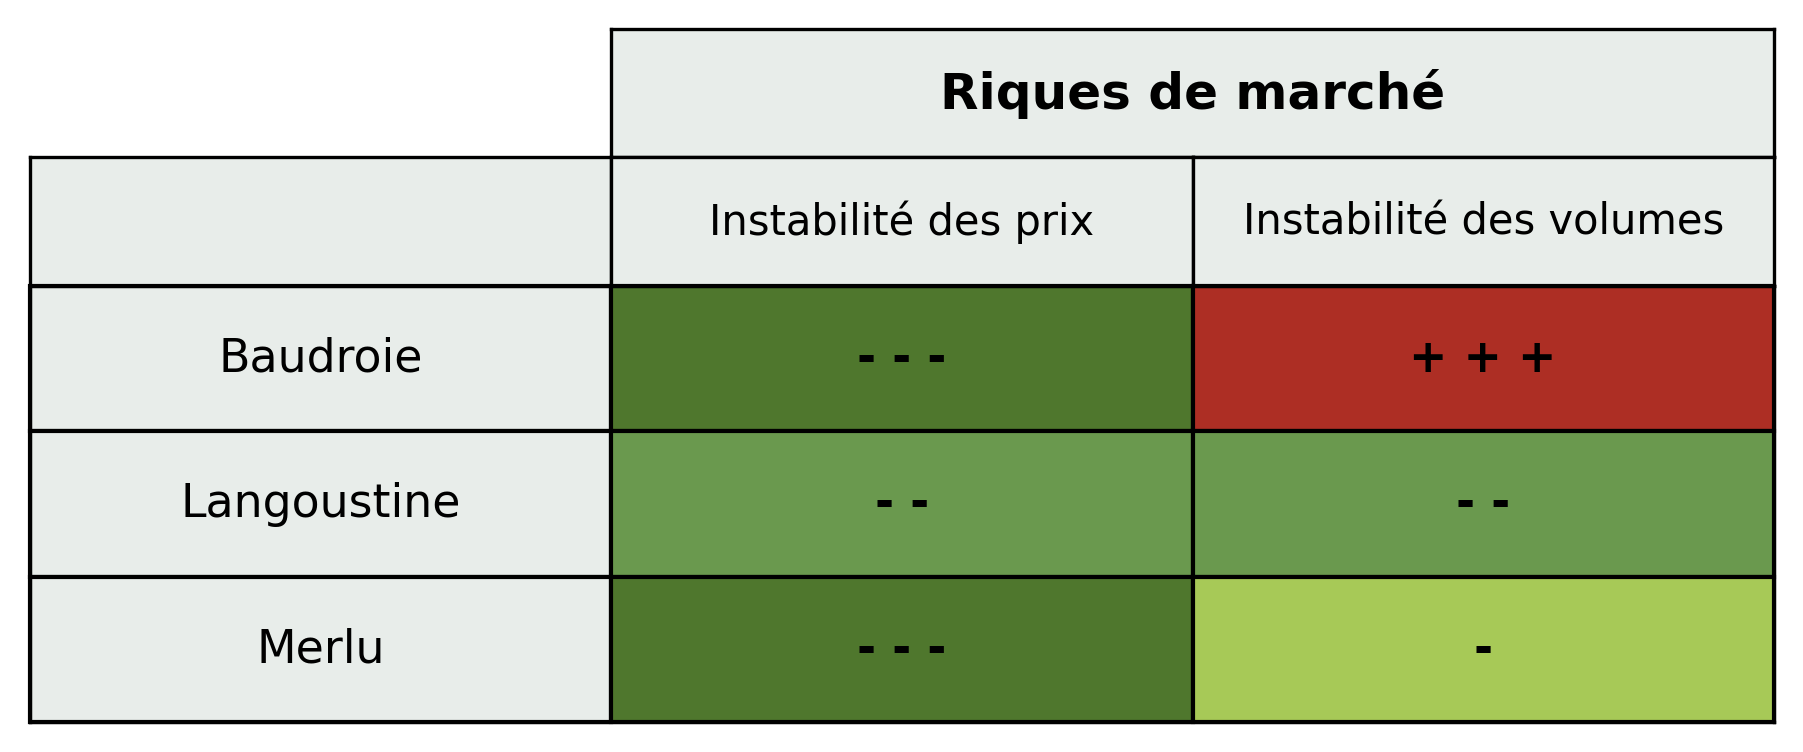 Riques de marché
Instabilité des prix
Instabilité des volumes
Baudroie
- - -
+ + +
Langoustine
- -
- -
Merlu
- - -
-